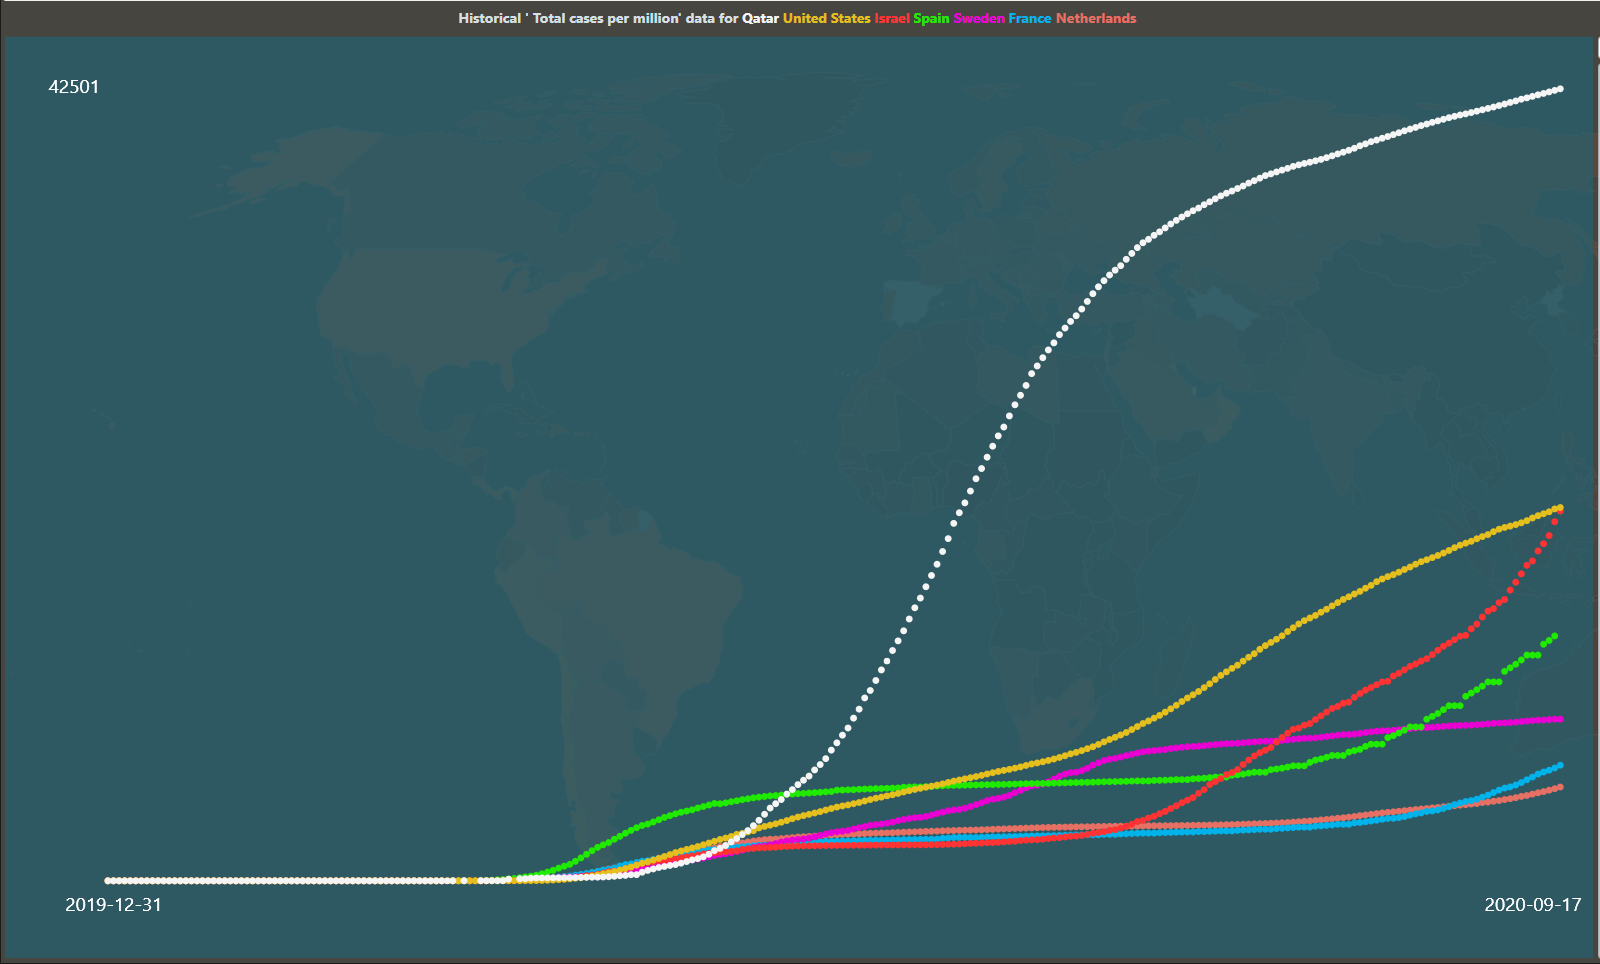 Historical ' Total cases per million' data for Qatar United States Israel Spain Sweden France Netherlands
42501
2019-12-31
2020-09-17